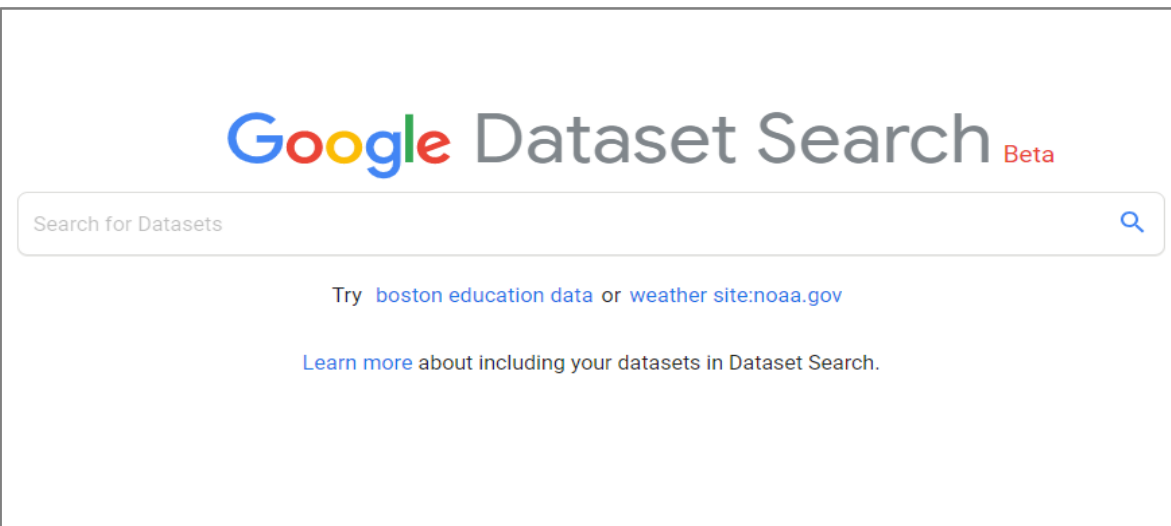 Google Dataset Search Beta
Search for Datasets
Try boston education data or weather site:noaa.gov
Learn more about including your datasets in Dataset Search.